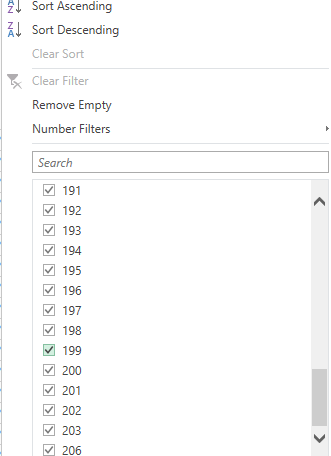 Sort Ascending
Sort Descending
Clear Sort
Clear Filter
Remove Empty
Number Filters
Search
191
192
193
194
195
196
197
198
199
200
201
202
203
206